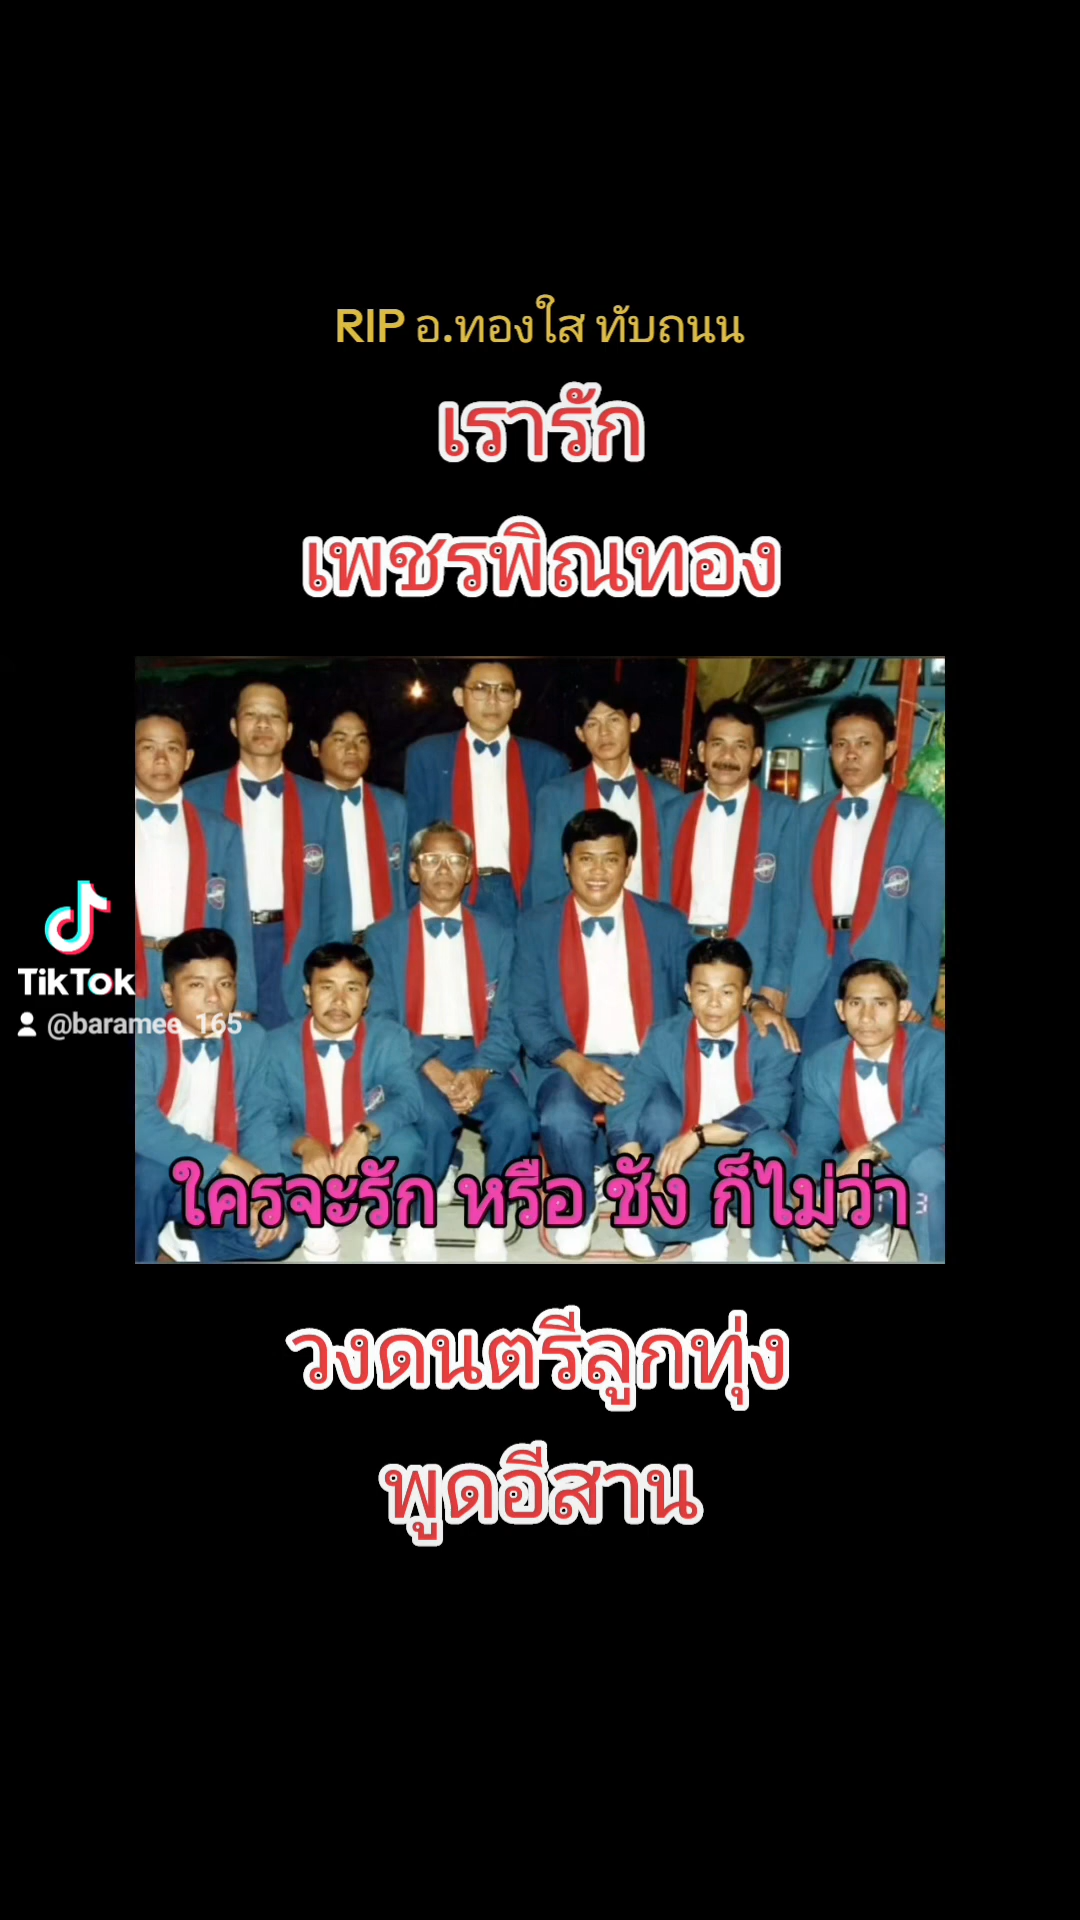 RIP อ.ทองใส ทับถนน
เรารัก
เพชรพิณทอง
TikTok
@baramee_165
ใครจะรัก หรือ ชัง ก็ไม่ว่า
วงดนตรีลูกทุ่ง
พูดอีสาน